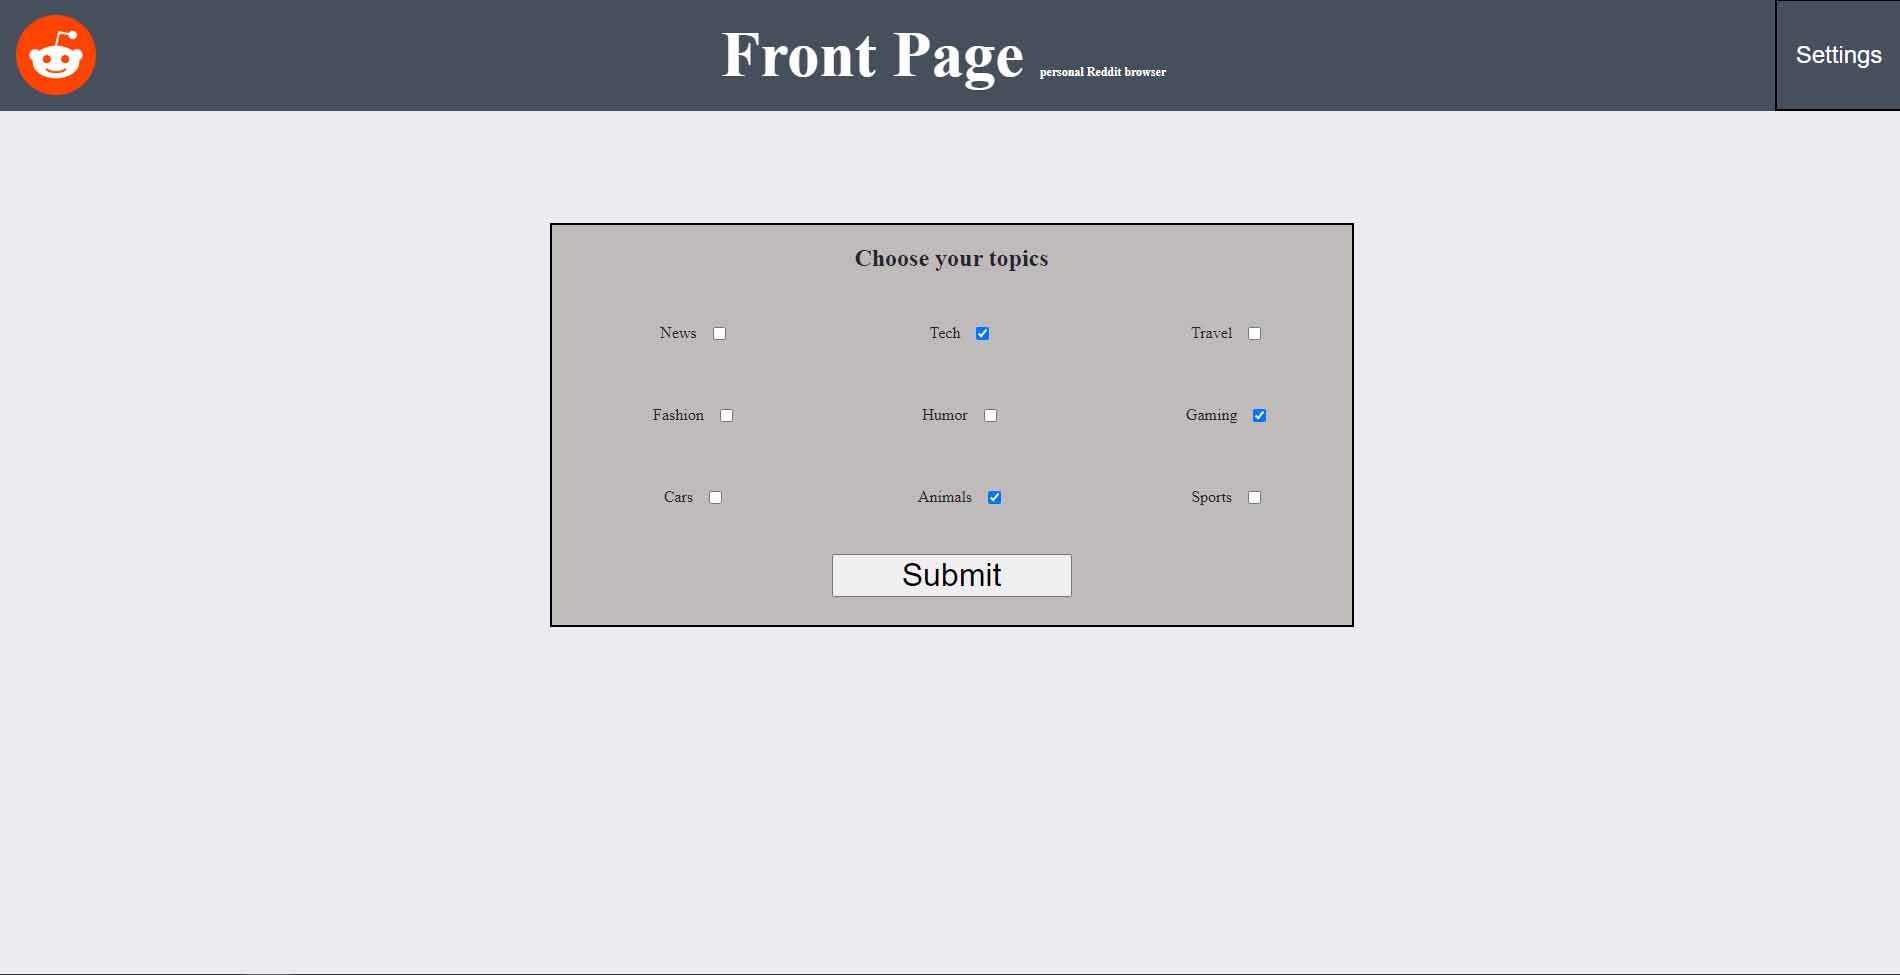 Front Page personal Reddit browser
Settings
Choose your topics
News Tech Travel
Fashion Humor Gaming
Cars Animals Sports
Submit